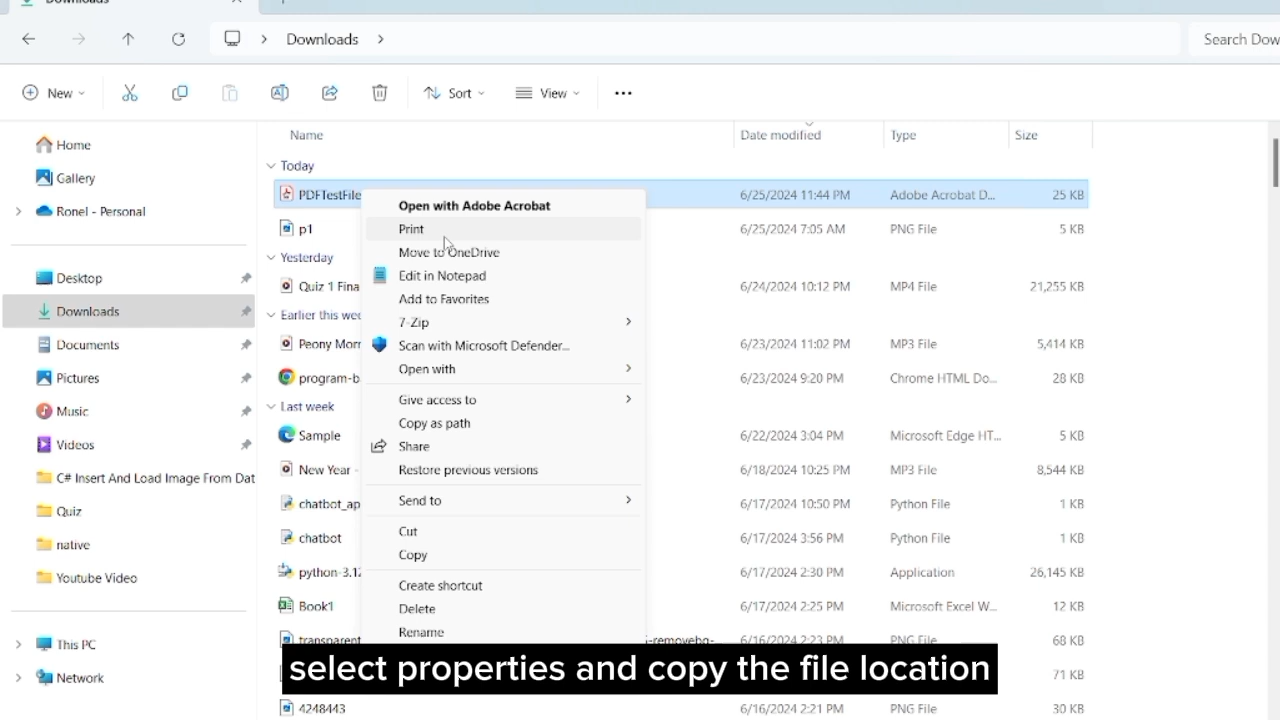 Downloads
Downloads
Search Dow
New
Sort
View
Name
Date modified
Type
Size
Home
Gallery
Ronel - Personal
Desktop
Downloads
Documents
Pictures
Music
Videos
C# Insert And Load Image From Dat
Quiz
native
Youtube Video
This PC
Network
Today
PDFTestFile
6/25/2024 11:44 PM
Adobe Acrobat D...
25 KB
p1
6/25/2024 7:05 AM
PNG File
5 KB
Yesterday
Quiz 1 Fina
6/24/2024 10:12 PM
MP4 File
21,255 KB
Earlier this wee
Peony Morr
6/23/2024 11:02 PM
MP3 File
5,414 KB
program-b
6/23/2024 9:20 PM
Chrome HTML Do...
28 KB
Last week
Sample
6/22/2024 3:04 PM
Microsoft Edge HT...
5 KB
New Year -
6/18/2024 10:25 PM
MP3 File
8,544 KB
chatbot_ap
6/17/2024 10:50 PM
Python File
1 KB
chatbot
6/17/2024 3:56 PM
Python File
1 KB
python-3.12
6/17/2024 2:30 PM
Application
26,145 KB
Book1
6/17/2024 2:25 PM
Microsoft Excel W...
12 KB
transparent
-removebg-
6/16/2024 2:23 PM
PNG File
68 KB
71 KB
4248443
6/16/2024 2:21 PM
PNG File
30 KB
Open with Adobe Acrobat
Print
Move to OneDrive
Edit in Notepad
Add to Favorites
7-Zip
Scan with Microsoft Defender...
Open with
Give access to
Copy as path
Share
Restore previous versions
Send to
Cut
Copy
Create shortcut
Delete
Rename
select properties and copy the file location